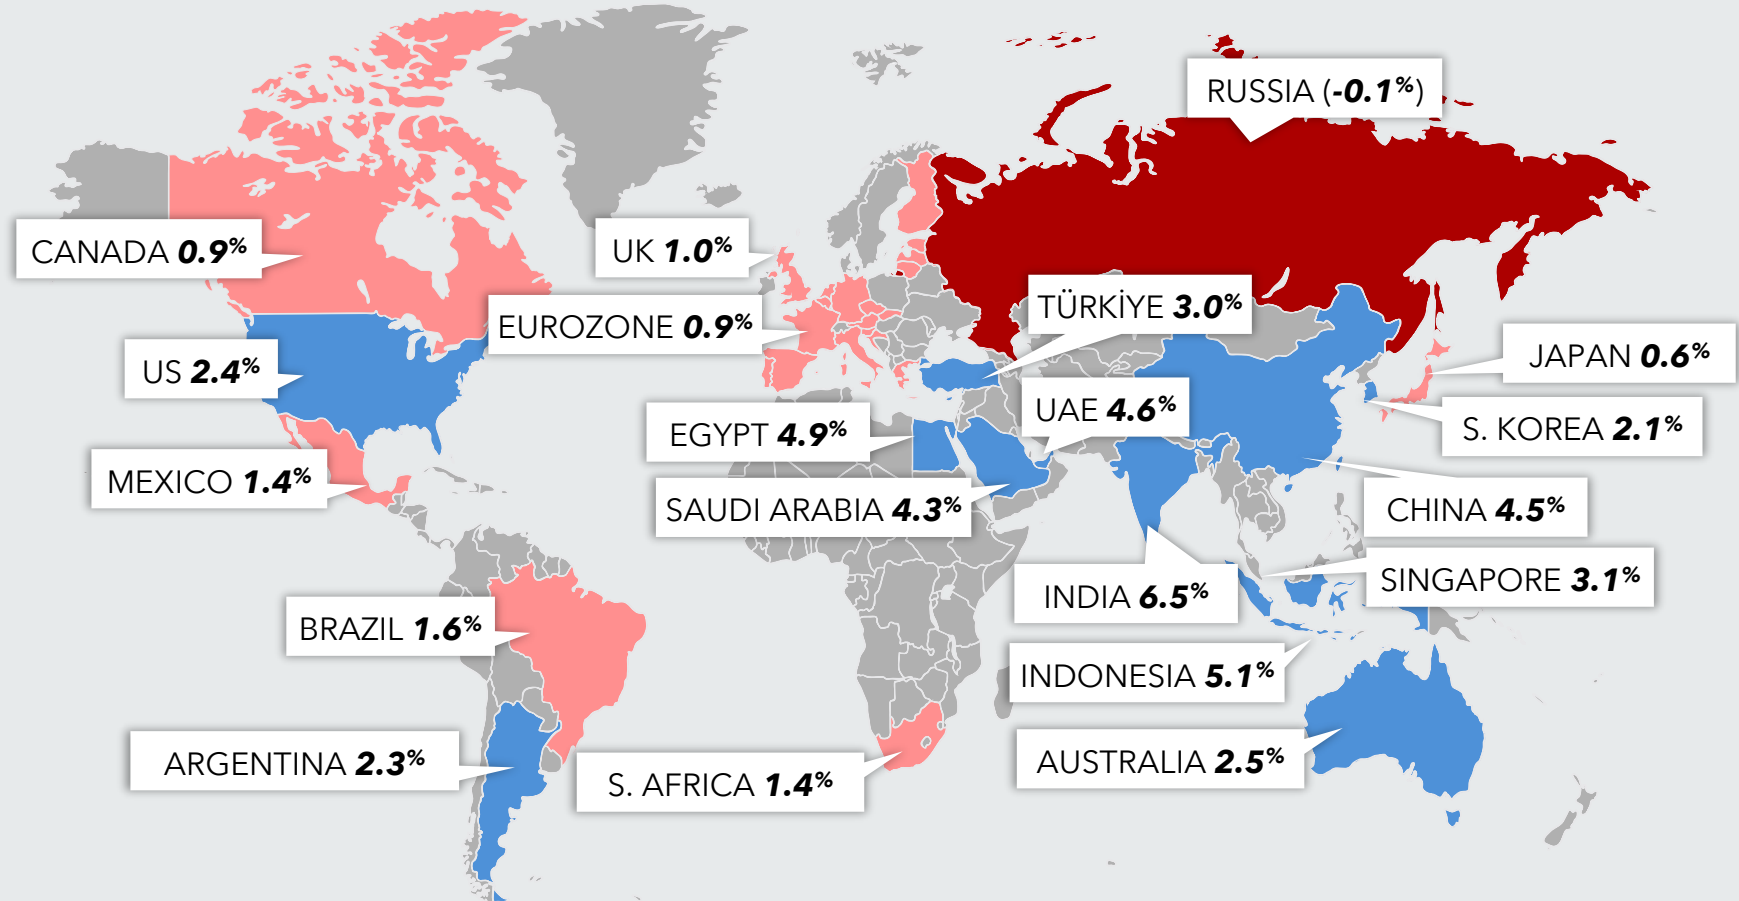 RUSSIA (-0.1%)
CANADA 0.9%
UK 1.0%
TÜRKİYE 3.0%
EUROZONE 0.9%
JAPAN 0.6%
US 2.4%
UAE 4.6%
EGYPT 4.9%
S. KOREA 2.1%
MEXICO 1.4%
SAUDI ARABIA 4.3%
CHINA 4.5%
SINGAPORE 3.1%
INDIA 6.5%
BRAZIL 1.6%
INDONESIA 5.1%
ARGENTINA 2.3%
AUSTRALIA 2.5%
S. AFRICA 1.4%